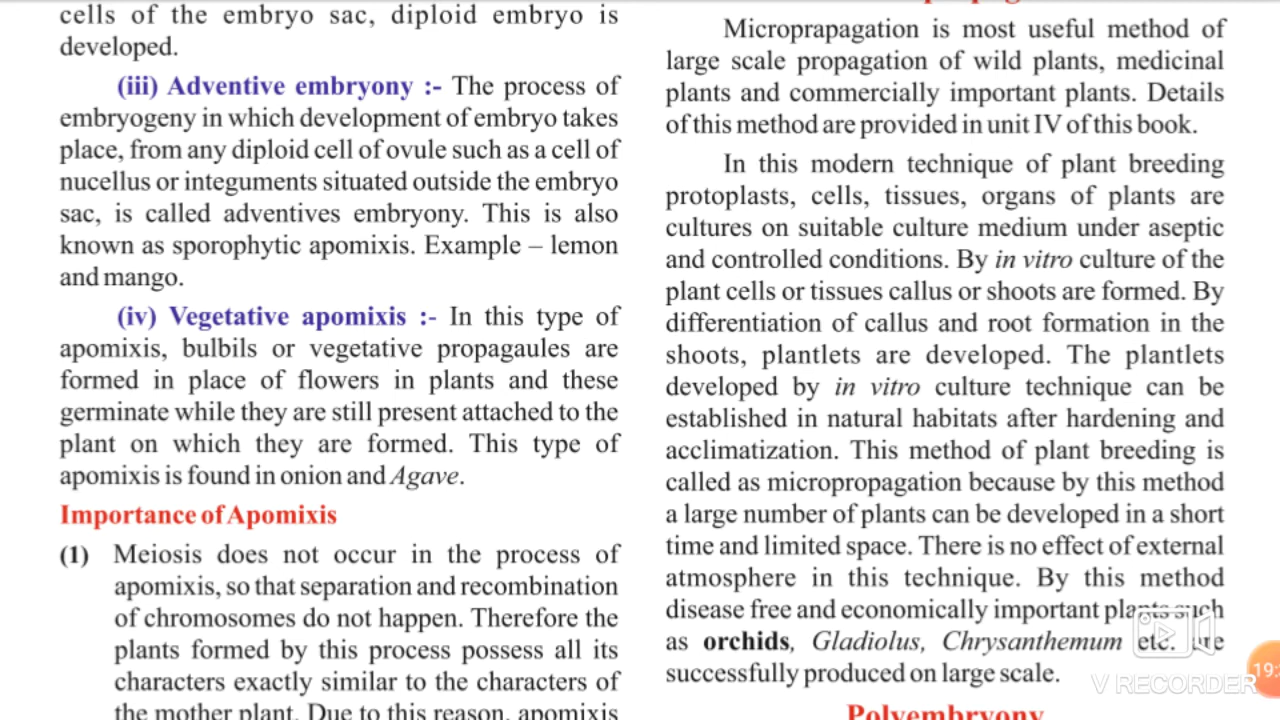 cells of the embryo sac, diploid embryo is
developed.
(iii) Adventive embryony :- The process of
embryogeny in which development of embryo takes
place, from any diploid cell of ovule such as a cell of
nucellus or integuments situated outside the embryo
sac, is called adventives embryony. This is also
known as sporophytic apomixis. Example – lemon
and mango.
(iv) Vegetative apomixis :- In this type of
apomixis, bulbils or vegetative propagaules are
formed in place of flowers in plants and these
germinate while they are still present attached to the
plant on which they are formed. This type of
apomixis is found in onion and Agave.
Importance of Apomixis
(1) Meiosis does not occur in the process of
apomixis, so that separation and recombination
of chromosomes do not happen. Therefore the
plants formed by this process possess all its
characters exactly similar to the characters of
the mother plant. Due to this reason, apomixis
Microprapagation is most useful method of
large scale propagation of wild plants, medicinal
plants and commercially important plants. Details
of this method are provided in unit IV of this book.
In this modern technique of plant breeding
protoplasts, cells, tissues, organs of plants are
cultures on suitable culture medium under aseptic
and controlled conditions. By in vitro culture of the
plant cells or tissues callus or shoots are formed. By
differentiation of callus and root formation in the
shoots, plantlets are developed. The plantlets
developed by in vitro culture technique can be
established in natural habitats after hardening and
acclimatization. This method of plant breeding is
called as micropropagation because by this method
a large number of plants can be developed in a short
time and limited space. There is no effect of external
atmosphere in this technique. By this method
disease free and economically important plants such
as orchids, Gladiolus, Chrysanthemum etc. are
successfully produced on large scale.
Polyembryony
V RECORDER